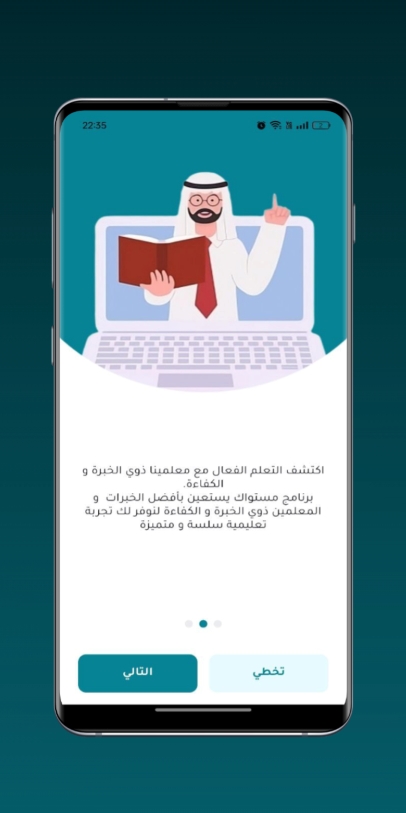 22:35
اكتشف التعلم الفعال مع معلمينا ذوي الخبرة و
الكفاءة.
برنامج مستواك يستعين بأفضل الخبرات و
المعلمين ذوي الخبرة و الكفاءة لنوفر لك تجربة
تعليمية سلسة و متميزة
تخطي
التالي